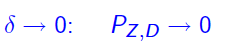 δ → 0: P_{Z,D} → 0